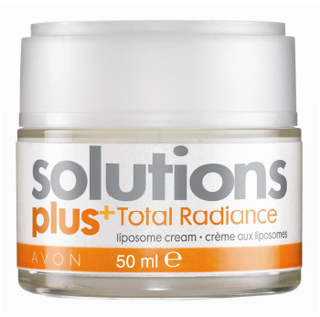 solutions
plus+ Total Radiance
liposome cream • crème aux liposomes
AVON 50 ml ℮